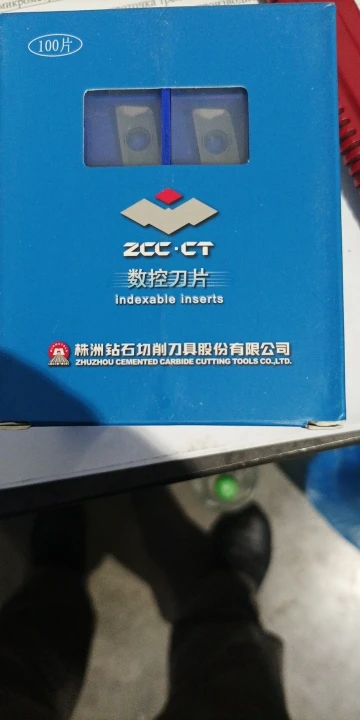 100片
ZCC·CT
数控刀片
indexable inserts
株洲钻石切削刀具股份有限公司
ZHUZHOU CEMENTED CARBIDE CUTTING TOOLS CO.,LTD.